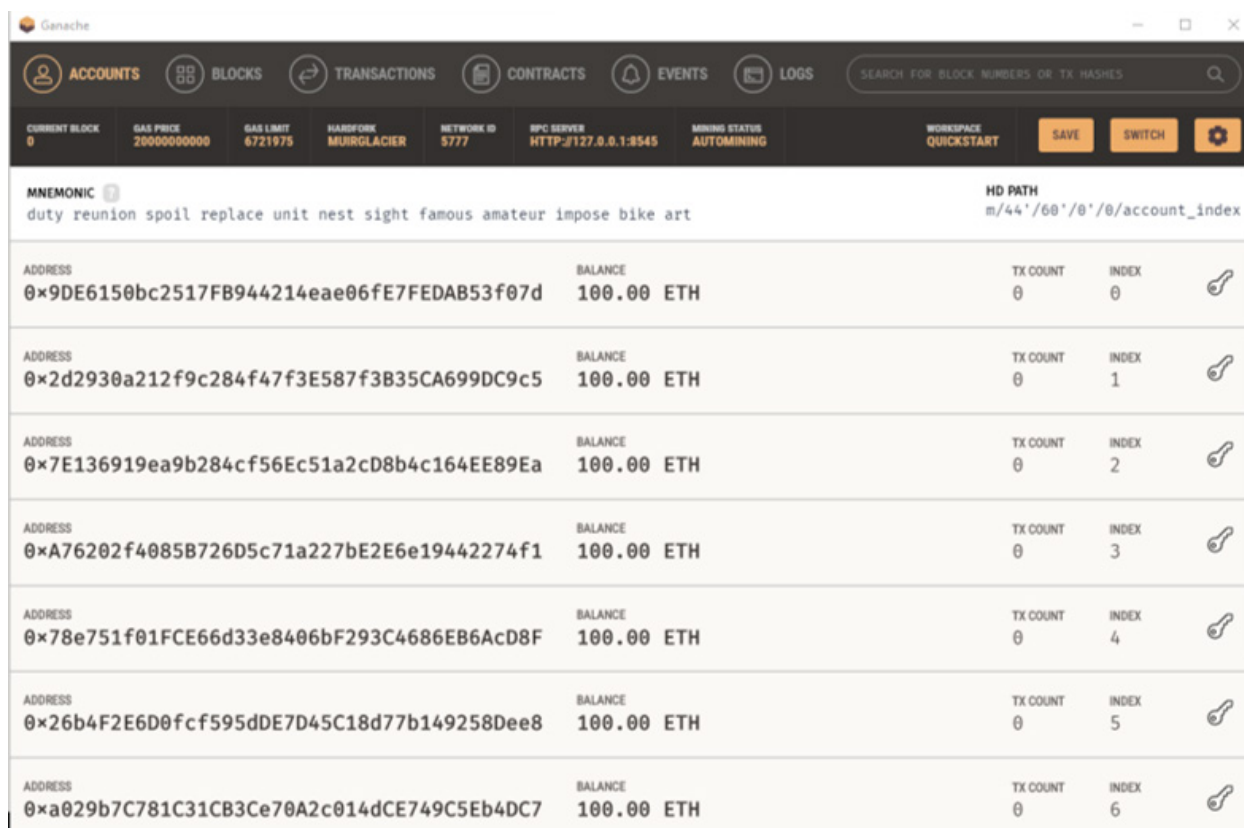 Ganache
ACCOUNTS BLOCKS TRANSACTIONS CONTRACTS EVENTS LOGS SEARCH FOR BLOCK NUMBERS OR TX HASHES
CURRENT BLOCK GAS PRICE GAS LIMIT HARDFORK NETWORK ID RPC SERVER MINING STATUS WORKSPACE
0 20000000000 6721975 MUIRGLACIER 5777 HTTP://127.0.0.1:8545 AUTOMINING QUICKSTART SAVE SWITCH
MNEMONIC ? HD PATH
duty reunion spoil replace unit nest sight famous amateur impose bike art m/44'/60'/0'/0/account_index
ADDRESS BALANCE TX COUNT INDEX
0×9DE6150bc2517FB944214eae06fE7FEDAB53f07d 100.00 ETH 0 0
ADDRESS BALANCE TX COUNT INDEX
0×2d2930a212f9c284f47f3E587f3B35CA699DC9c5 100.00 ETH 0 1
ADDRESS BALANCE TX COUNT INDEX
0×7E136919ea9b284cf56Ec51a2cD8b4c164EE89Ea 100.00 ETH 0 2
ADDRESS BALANCE TX COUNT INDEX
0×A76202f4085B726D5c71a227bE2E6e19442274f1 100.00 ETH 0 3
ADDRESS BALANCE TX COUNT INDEX
0×78e751f01FCE66d33e8406bF293C4686EB6AcD8F 100.00 ETH 0 4
ADDRESS BALANCE TX COUNT INDEX
0×26b4F2E6D0fcf595dDE7D45C18d77b149258Dee8 100.00 ETH 0 5
ADDRESS BALANCE TX COUNT INDEX
0×a029b7C781C31CB3Ce70A2c014dCE749C5Eb4DC7 100.00 ETH 0 6